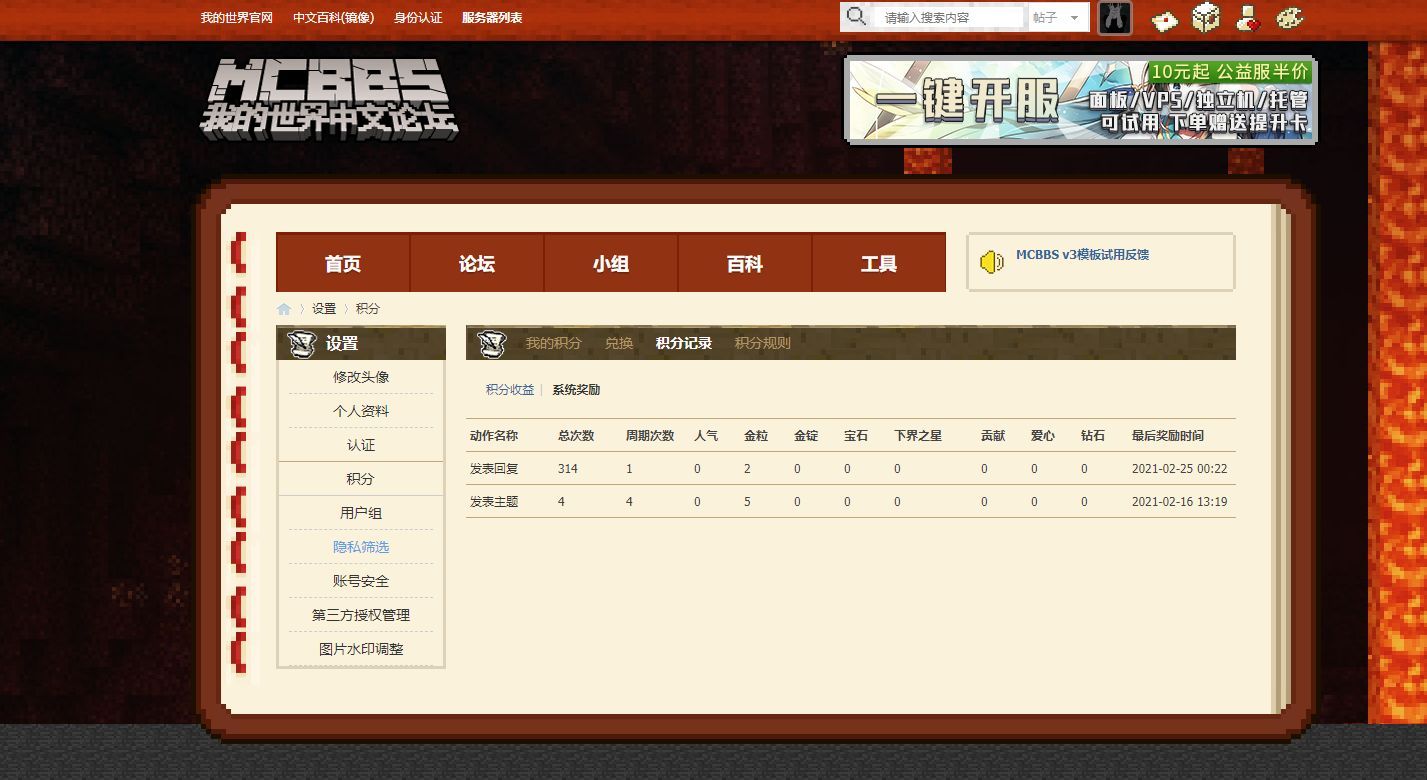 我的世界官网 中文百科(镜像) 身份认证 服务器列表 请输入搜索内容 帖子
MCBBS
我的世界中文论坛
10元起 公益服半价
一键开服
面板/VPS/独立机/托管
可试用 下单赠送提升卡
首页 论坛 小组 百科 工具
MCBBS v3模板试用反馈
设置 积分
设置
修改头像
个人资料
认证
积分
用户组
隐私筛选
账号安全
第三方授权管理
图片水印调整
我的积分 兑换 积分记录 积分规则
积分收益 系统奖励
动作名称 总次数 周期次数 人气 金粒 金锭 宝石 下界之星 贡献 爱心 钻石 最后奖励时间
发表回复 314 1 0 2 0 0 0 0 0 0 2021-02-25 00:22
发表主题 4 4 0 5 0 0 0 0 0 0 2021-02-16 13:19